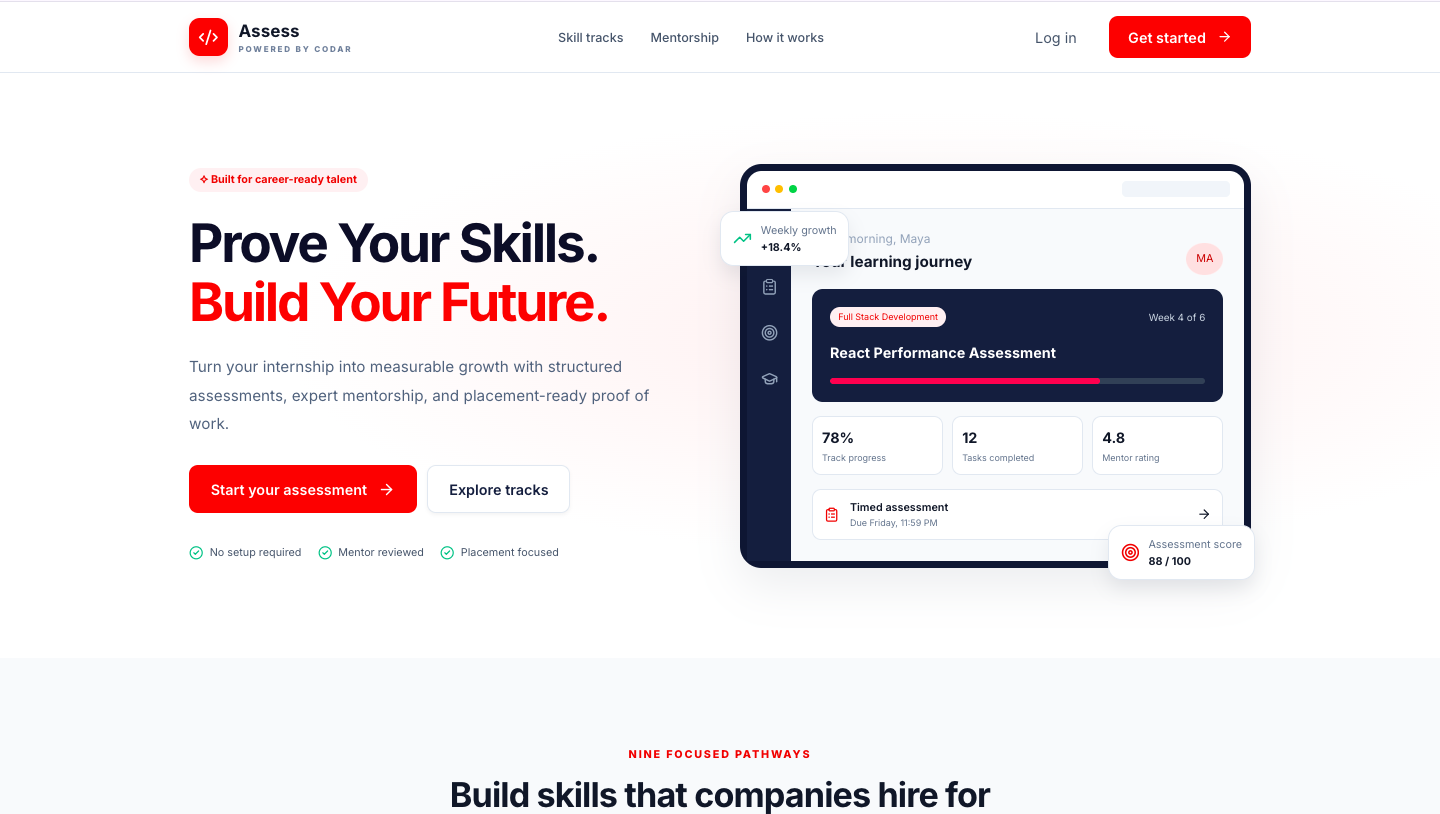 Assess
POWERED BY CODAR
Skill tracks
Mentorship
How it works
Log in
Get started
Built for career-ready talent
Prove Your Skills.
Build Your Future.
Turn your internship into measurable growth with structured
assessments, expert mentorship, and placement-ready proof of
work.
Start your assessment
Explore tracks
No setup required
Mentor reviewed
Placement focused
Weekly growth
+18.4%
morning, Maya
learning journey
MA
Full Stack Development
Week 4 of 6
React Performance Assessment
78%
Track progress
12
Tasks completed
4.8
Mentor rating
Timed assessment
Due Friday, 11:59 PM
Assessment score
88 / 100
NINE FOCUSED PATHWAYS
Build skills that companies hire for